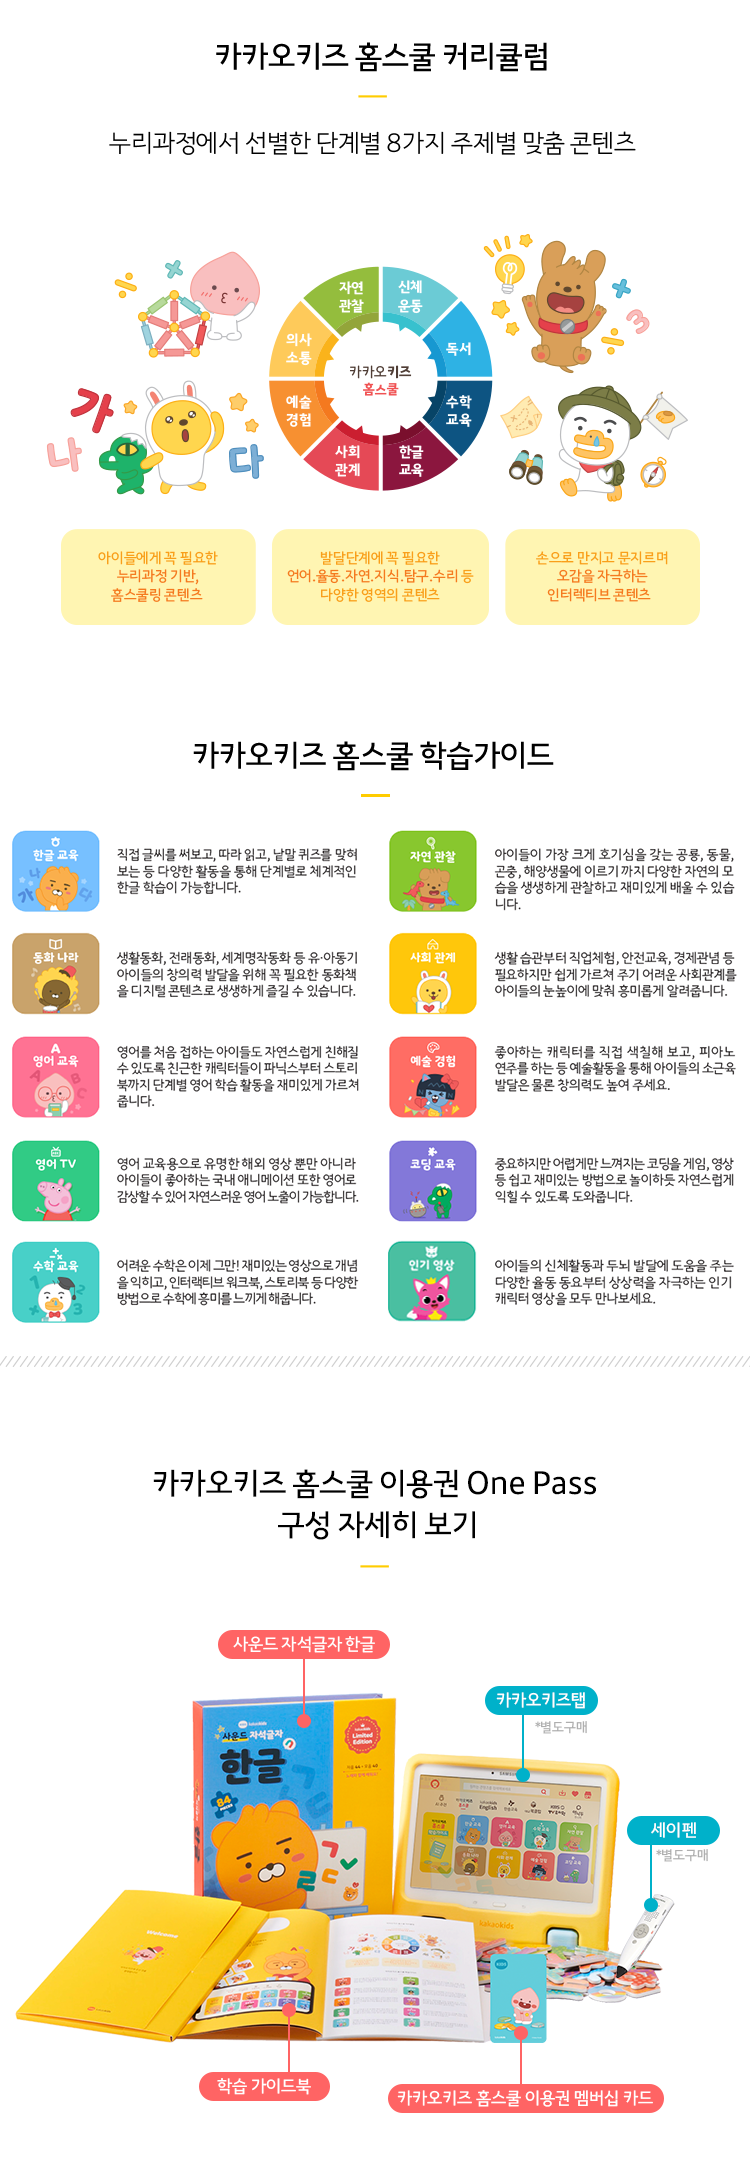 카카오키즈 홈스쿨 커리큘럼
누리과정에서 선별한 단계별 8가지 주제별 맞춤 콘텐츠
자연
관찰
신체
운동
의사
소통
독서
카카오키즈
홈스쿨
예술
경험
수학
교육
사회
관계
한글
교육
가
나
다
3
아이들에게 꼭 필요한
누리과정 기반,
홈스쿨링 콘텐츠
발달단계에 꼭 필요한
언어.율동.자연.지식.탐구.수리 등
다양한 영역의 콘텐츠
손으로 만지고 문지르며
오감을 자극하는
인터렉티브 콘텐츠
카카오키즈 홈스쿨 학습가이드
한글 교육
직접 글씨를 써보고, 따라 읽고, 낱말 퀴즈를 맞혀
보는 등 다양한 활동을 통해 단계별로 체계적인
한글 학습이 가능합니다.
자연 관찰
아이들이 가장 크게 호기심을 갖는 공룡, 동물,
곤충, 해양생물에 이르기 까지 다양한 자연의 모
습을 생생하게 관찰하고 재미있게 배울 수 있습
니다.
동화 나라
생활동화, 전래동화, 세계명작동화 등 유·아동기
아이들의 창의력 발달을 위해 꼭 필요한 동화책
을 디지털 콘텐츠로 생생하게 즐길 수 있습니다.
사회 관계
생활 습관부터 직업체험, 안전교육, 경제관념 등
필요하지만 쉽게 가르쳐 주기 어려운 사회관계를
아이들의 눈높이에 맞춰 흥미롭게 알려줍니다.
영어 교육
영어를 처음 접하는 아이들도 자연스럽게 친해질
수 있도록 친근한 캐릭터들이 파닉스부터 스토리
북까지 단계별 영어 학습 활동을 재미있게 가르쳐
줍니다.
예술 경험
좋아하는 캐릭터를 직접 색칠해 보고, 피아노
연주를 하는 등 예술활동을 통해 아이들의 소근육
발달은 물론 창의력도 높여 주세요.
영어 TV
영어 교육용으로 유명한 해외 영상 뿐만 아니라
아이들이 좋아하는 국내 애니메이션 또한 영어로
감상할 수 있어 자연스러운 영어 노출이 가능합니다.
코딩 교육
중요하지만 어렵게만 느껴지는 코딩을 게임, 영상
등 쉽고 재미있는 방법으로 놀이하듯 자연스럽게
익힐 수 있도록 도와줍니다.
수학 교육
어려운 수학은 이제 그만! 재미있는 영상으로 개념
을 익히고, 인터랙티브 워크북, 스토리북 등 다양한
방법으로 수학에 흥미를 느끼게 해줍니다.
인기 영상
아이들의 신체활동과 두뇌 발달에 도움을 주는
다양한 율동 동요부터 상상력을 자극하는 인기
캐릭터 영상을 모두 만나보세요.
카카오키즈 홈스쿨 이용권 One Pass
구성 자세히 보기
사운드 자석글자 한글
카카오키즈탭
*별도구매
사운드 자석글자
한글
Limited
Edition
84
세이펜
*별도구매
English
kakaokids
Welcome
학습 가이드북
카카오키즈 홈스쿨 이용권 멤버십 카드